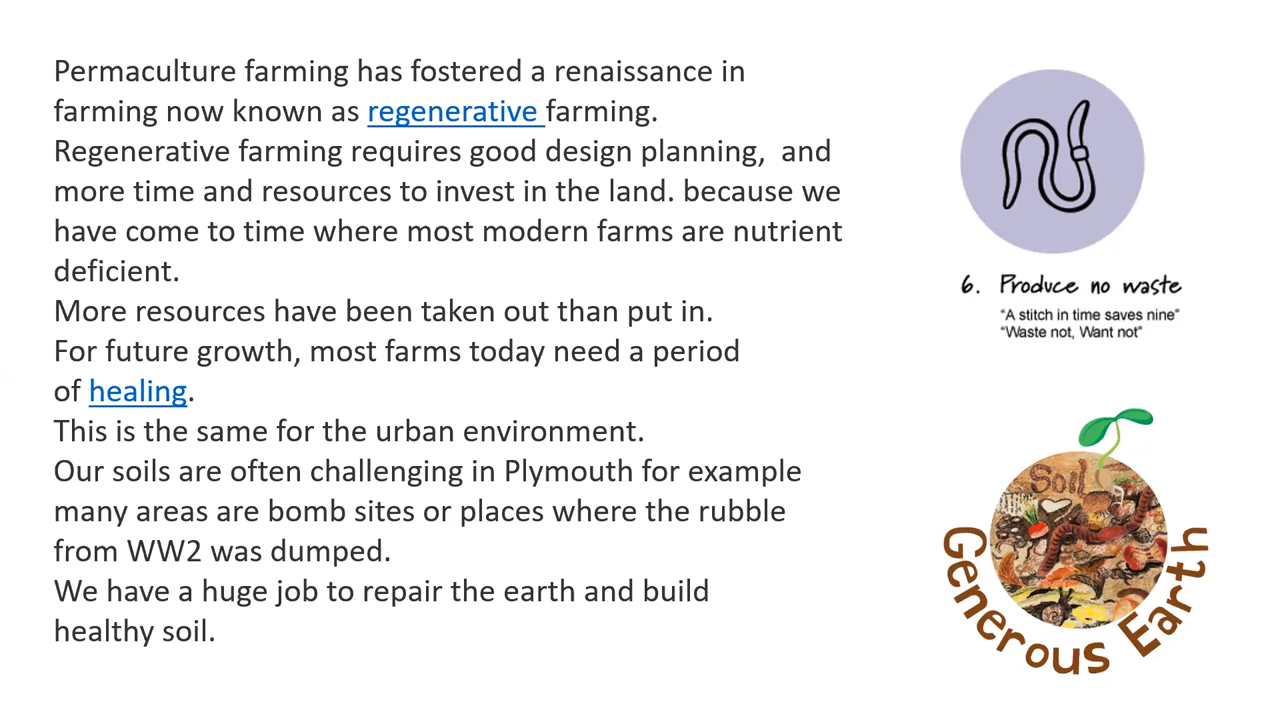 Permaculture farming has fostered a renaissance in
farming now known as regenerative farming.
Regenerative farming requires good design planning,  and
more time and resources to invest in the land. because we
have come to time where most modern farms are nutrient
deficient.
More resources have been taken out than put in.
For future growth, most farms today need a period
of healing.
This is the same for the urban environment.
Our soils are often challenging in Plymouth for example
many areas are bomb sites or places where the rubble
from WW2 was dumped.
We have a huge job to repair the earth and build
healthy soil.
6. Produce no waste
"A stitch in time saves nine"
"Waste not, Want not"
Soil
Generous Earth